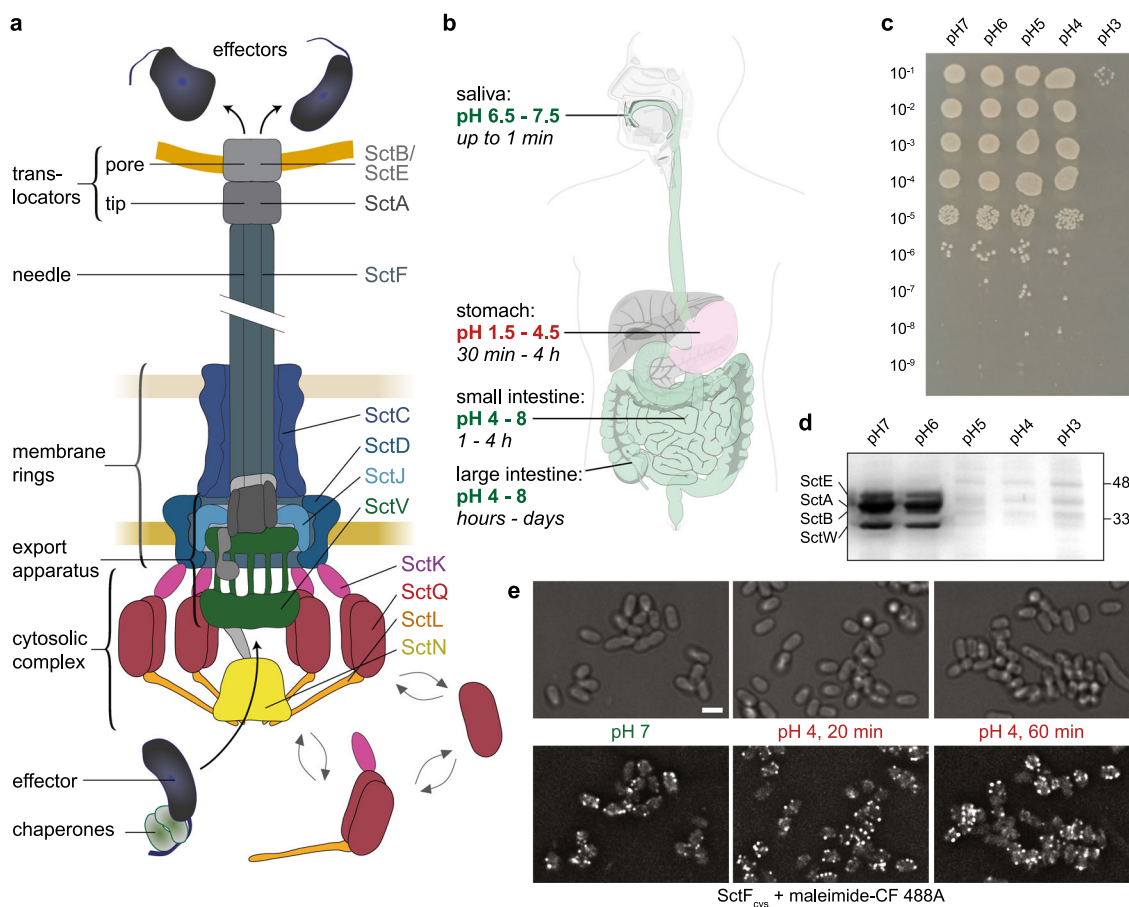 a
effectors
trans-
locators
pore
tip
SctB/
SctE
SctA
needle
SctF
membrane
rings
SctC
SctD
SctJ
SctV
export
apparatus
SctK
SctQ
SctL
SctN
cytosolic
complex
effector
chaperones
b
saliva:
pH 6.5 - 7.5
up to 1 min
stomach:
pH 1.5 - 4.5
30 min - 4 h
small intestine:
pH 4 - 8
1 - 4 h
large intestine:
pH 4 - 8
hours - days
c
pH7 pH6 pH5 pH4 pH3
10-1
10-2
10-3
10-4
10-5
10-6
10-7
10-8
10-9
d
pH7 pH6 pH5 pH4 pH3
SctE
SctA
SctB
SctW
48
33
e
pH 7 pH 4, 20 min pH 4, 60 min
SctFcys + maleimide-CF 488A